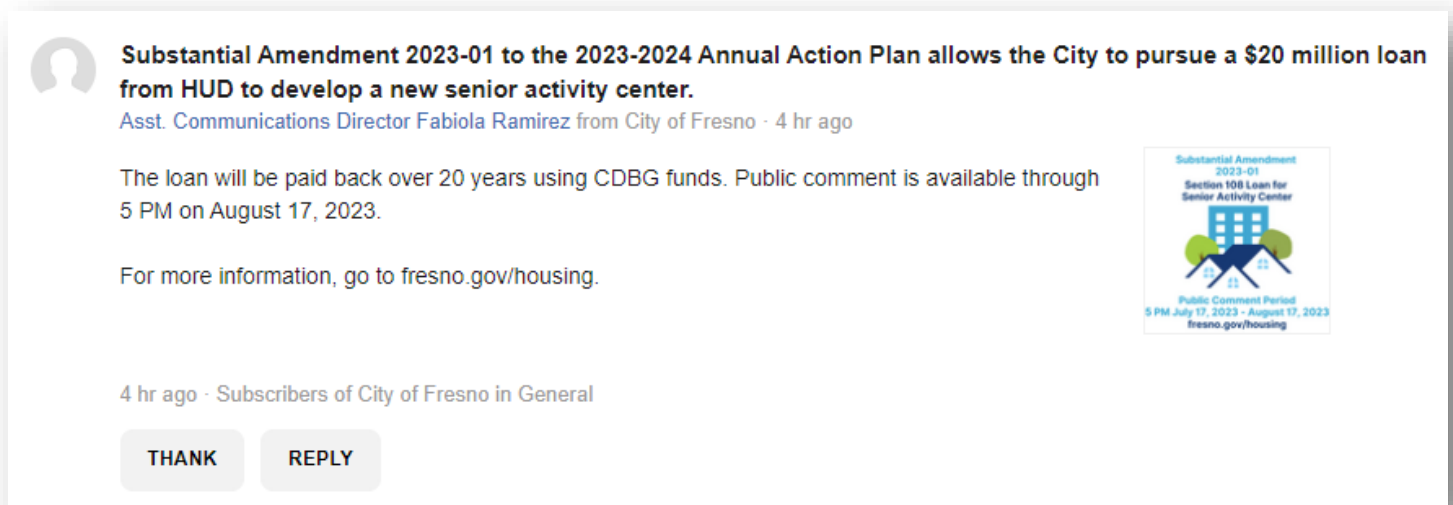 Substantial Amendment 2023-01 to the 2023-2024 Annual Action Plan allows the City to pursue a $20 million loan
from HUD to develop a new senior activity center.
Asst. Communications Director Fabiola Ramirez from City of Fresno · 4 hr ago
The loan will be paid back over 20 years using CDBG funds. Public comment is available through
5 PM on August 17, 2023.
For more information, go to fresno.gov/housing.
Substantial Amendment
2023-01
Section 108 Loan for
Senior Activity Center
Public Comment Period
5 PM July 17, 2023 - August 17, 2023
fresno.gov/housing
4 hr ago · Subscribers of City of Fresno in General
THANK
REPLY